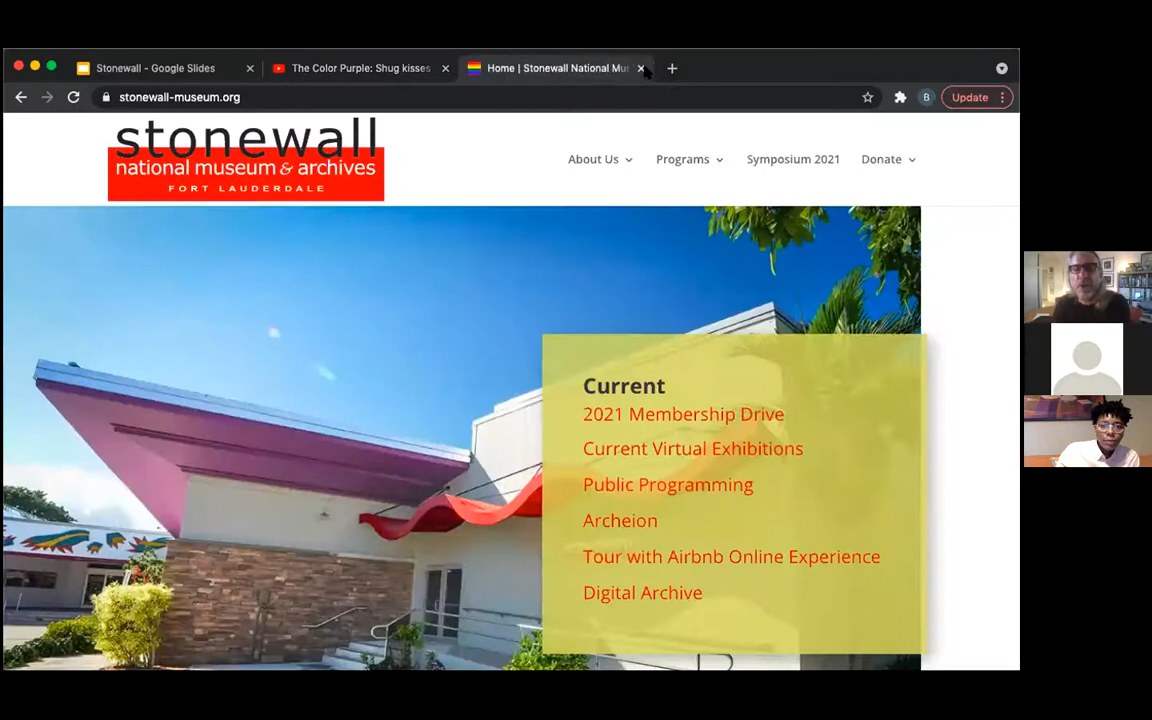 Stonewall - Google Slides
The Color Purple: Shug kisses
Home | Stonewall National Mu
stonewall-museum.org
B
Update
stonewall
national museum & archives
FORT LAUDERDALE
About Us
Programs
Symposium 2021
Donate
Current
2021 Membership Drive
Current Virtual Exhibitions
Public Programming
Archeion
Tour with Airbnb Online Experience
Digital Archive